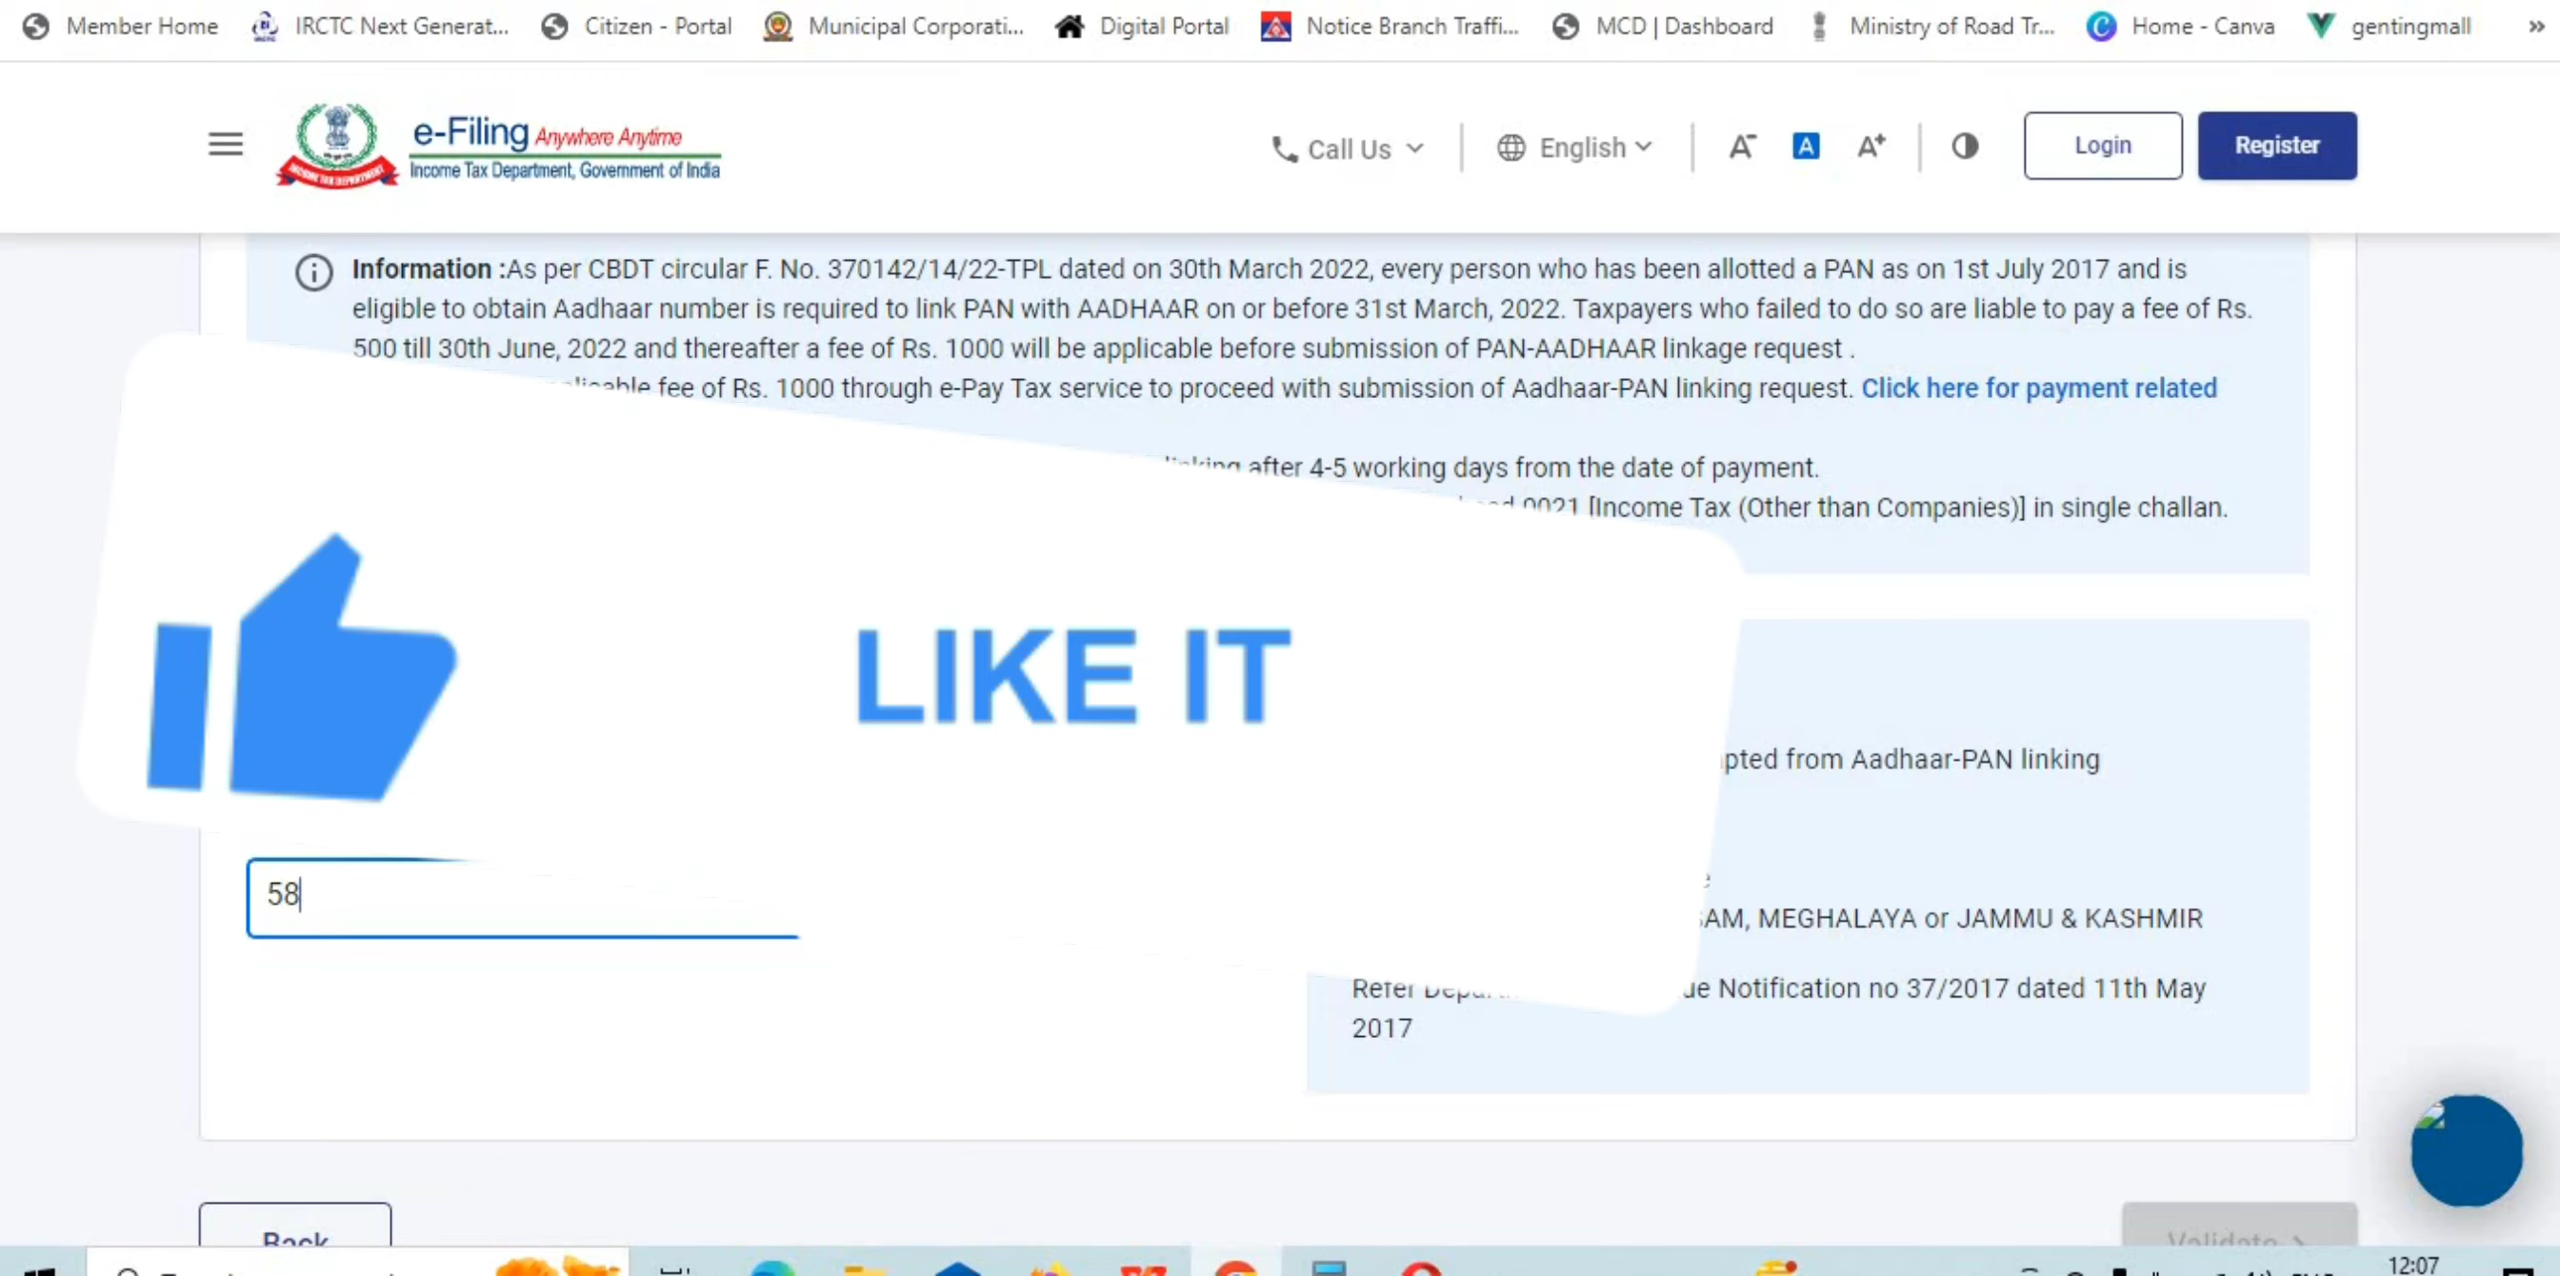 Member Home IRCTC Next Generat... Citizen - Portal Municipal Corporati... Digital Portal Notice Branch Traffi... MCD | Dashboard Ministry of Road Tr... Home - Canva gentingmall »
e-Filing Anywhere Anytime
Income Tax Department, Government of India
INCOME TAX DEPARTMENT
Call Us English A- A A+ Login Register
Information :As per CBDT circular F. No. 370142/14/22-TPL dated on 30th March 2022, every person who has been allotted a PAN as on 1st July 2017 and is
eligible to obtain Aadhaar number is required to link PAN with AADHAAR on or before 31st March, 2022. Taxpayers who failed to do so are liable to pay a fee of Rs.
500 till 30th June, 2022 and thereafter a fee of Rs. 1000 will be applicable before submission of PAN-AADHAAR linkage request .
fee of Rs. 1000 through e-Pay Tax service to proceed with submission of Aadhaar-PAN linking request. Click here for payment related
after 4-5 working days from the date of payment.
0021 [Income Tax (Other than Companies)] in single challan.
LIKE IT
from Aadhaar-PAN linking
58
MEGHALAYA or JAMMU & KASHMIR
Refer Notification no 37/2017 dated 11th May
2017
Back
Validate >
12:07